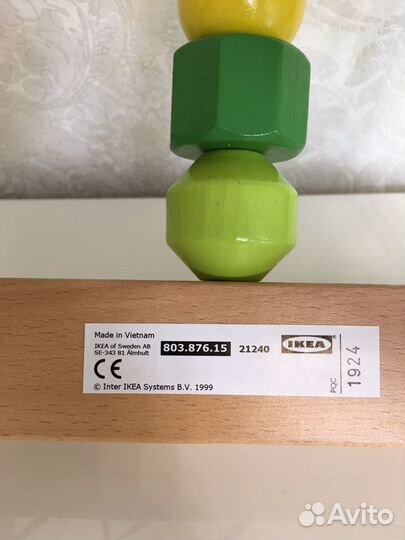 Made in Vietnam
IKEA of Sweden AB
SE-343 81 Älmhult
803.876.15
21240
IKEA
CE
© Inter IKEA Systems B.V. 1999
PQC
1924
Avito